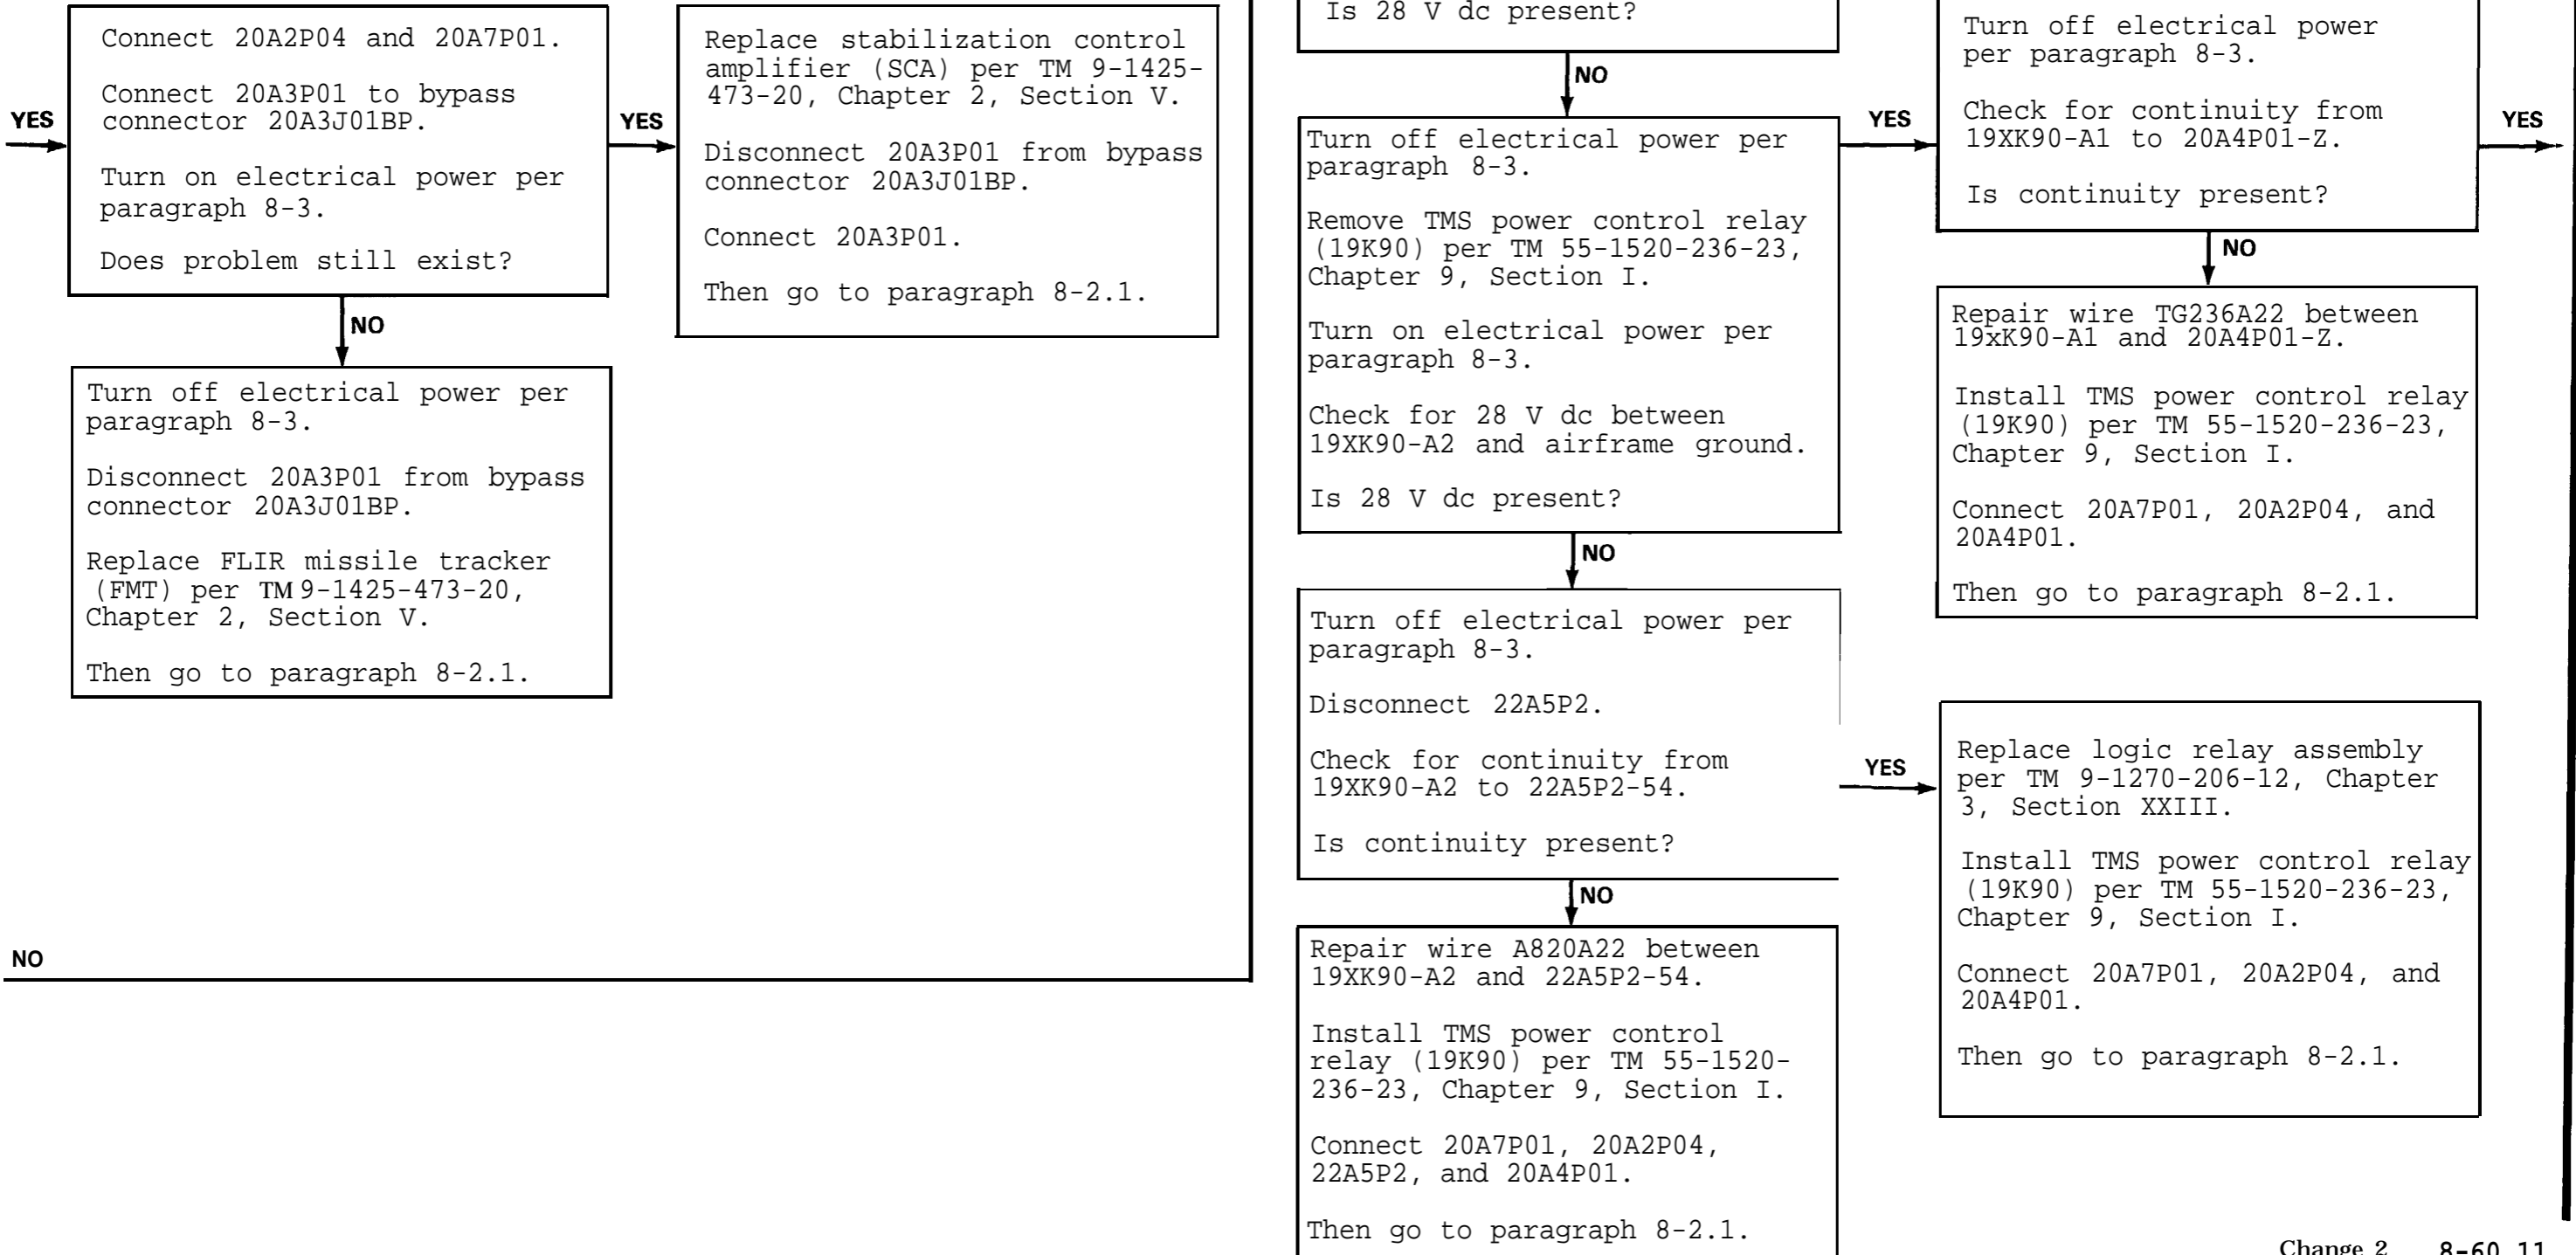 YES
Connect 20A2P04 and 20A7P01.
Connect 20A3P01 to bypass
connector 20A3J01BP.
Turn on electrical power per
paragraph 8-3.
Does problem still exist?
NO
Turn off electrical power per
paragraph 8-3.
Disconnect 20A3P01 from bypass
connector 20A3J01BP.
Replace FLIR missile tracker
(FMT) per TM 9-1425-473-20,
Chapter 2, Section V.
Then go to paragraph 8-2.1.
YES
Replace stabilization control
amplifier (SCA) per TM 9-1425-
473-20, Chapter 2, Section V.
Disconnect 20A3P01 from bypass
connector 20A3J01BP.
Connect 20A3P01.
Then go to paragraph 8-2.1.
NO
Is 28 V dc present?
NO
Turn off electrical power per
paragraph 8-3.
Remove TMS power control relay
(19K90) per TM 55-1520-236-23,
Chapter 9, Section I.
Turn on electrical power per
paragraph 8-3.
Check for 28 V dc between
19XK90-A2 and airframe ground.
Is 28 V dc present?
NO
Turn off electrical power per
paragraph 8-3.
Disconnect 22A5P2.
Check for continuity from
19XK90-A2 to 22A5P2-54.
Is continuity present?
NO
Repair wire A820A22 between
19XK90-A2 and 22A5P2-54.
Install TMS power control
relay (19K90) per TM 55-1520-
236-23, Chapter 9, Section I.
Connect 20A7P01, 20A2P04,
22A5P2, and 20A4P01.
Then go to paragraph 8-2.1.
YES
Turn off electrical power
per paragraph 8-3.
Check for continuity from
19XK90-A1 to 20A4P01-Z.
Is continuity present?
YES
NO
Repair wire TG236A22 between
19xK90-A1 and 20A4P01-Z.
Install TMS power control relay
(19K90) per TM 55-1520-236-23,
Chapter 9, Section I.
Connect 20A7P01, 20A2P04, and
20A4P01.
Then go to paragraph 8-2.1.
YES
Replace logic relay assembly
per TM 9-1270-206-12, Chapter
3, Section XXIII.
Install TMS power control relay
(19K90) per TM 55-1520-236-23,
Chapter 9, Section I.
Connect 20A7P01, 20A2P04, and
20A4P01.
Then go to paragraph 8-2.1.
Change 2 8-60.11